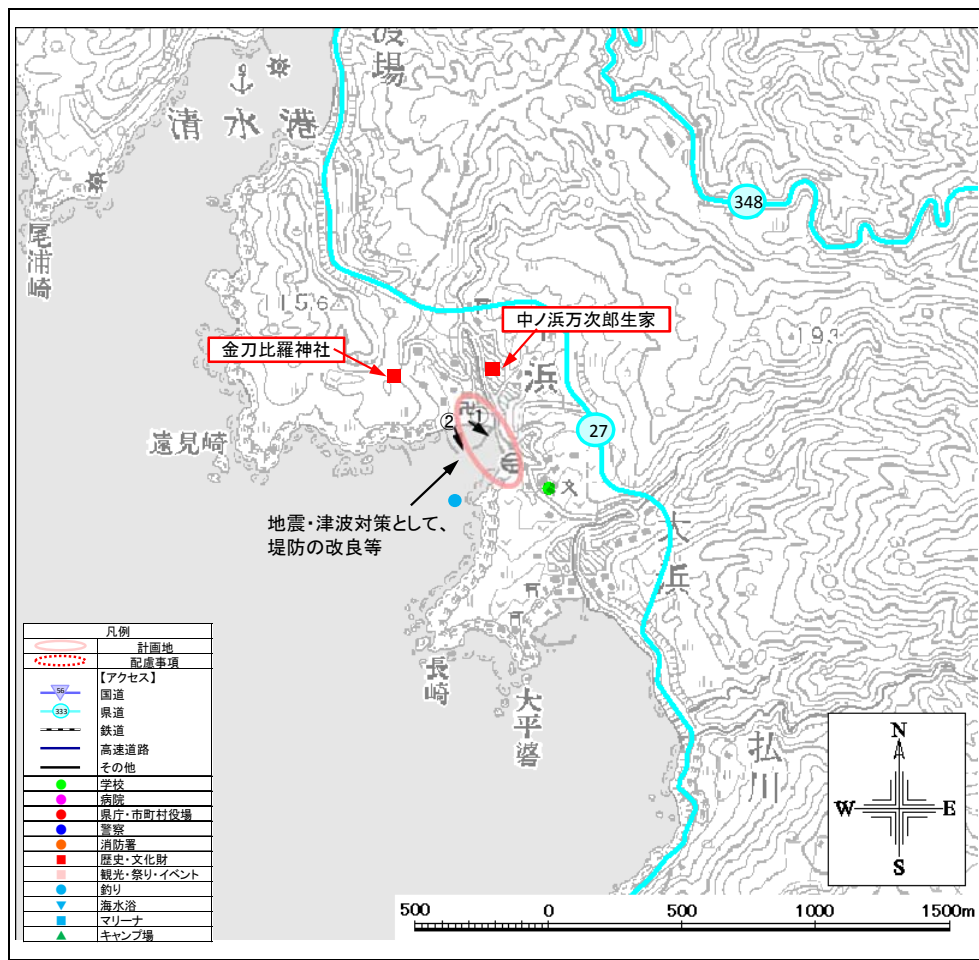 渡場
清水港
尾浦崎
348
115.6
193
中ノ浜万次郎生家
金刀比羅神社
浜
27
②
1
遠見崎
文
地震・津波対策として、
堤防の改良等
大浜
長崎
大平碆
払川
凡例
計画地
配慮事項
【アクセス】
56
国道
333
県道
鉄道
高速道路
その他
学校
病院
県庁・市町村役場
警察
消防署
歴史・文化財
観光・祭り・イベント
釣り
海水浴
マリーナ
キャンプ場
N
W
E
S
500
0
500
1000
1500m